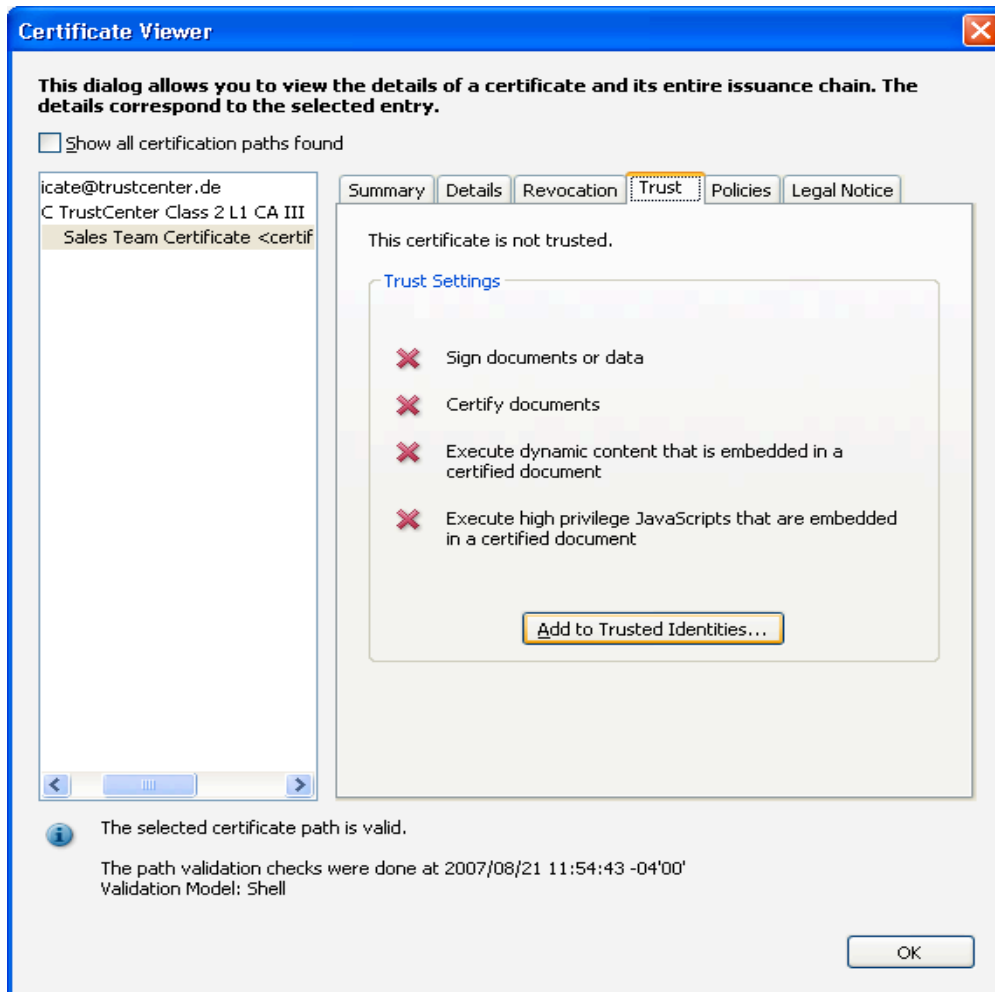 Certificate Viewer
This dialog allows you to view the details of a certificate and its entire issuance chain. The
details correspond to the selected entry.
Show all certification paths found
icate@trustcenter.de
C TrustCenter Class 2 L1 CA III
Sales Team Certificate <certif
Summary
Details
Revocation
Trust
Policies
Legal Notice
This certificate is not trusted.
Trust Settings
Sign documents or data
Certify documents
Execute dynamic content that is embedded in a
certified document
Execute high privilege JavaScripts that are embedded
in a certified document
Add to Trusted Identities...
The selected certificate path is valid.
The path validation checks were done at 2007/08/21 11:54:43 -04'00'
Validation Model: Shell
OK